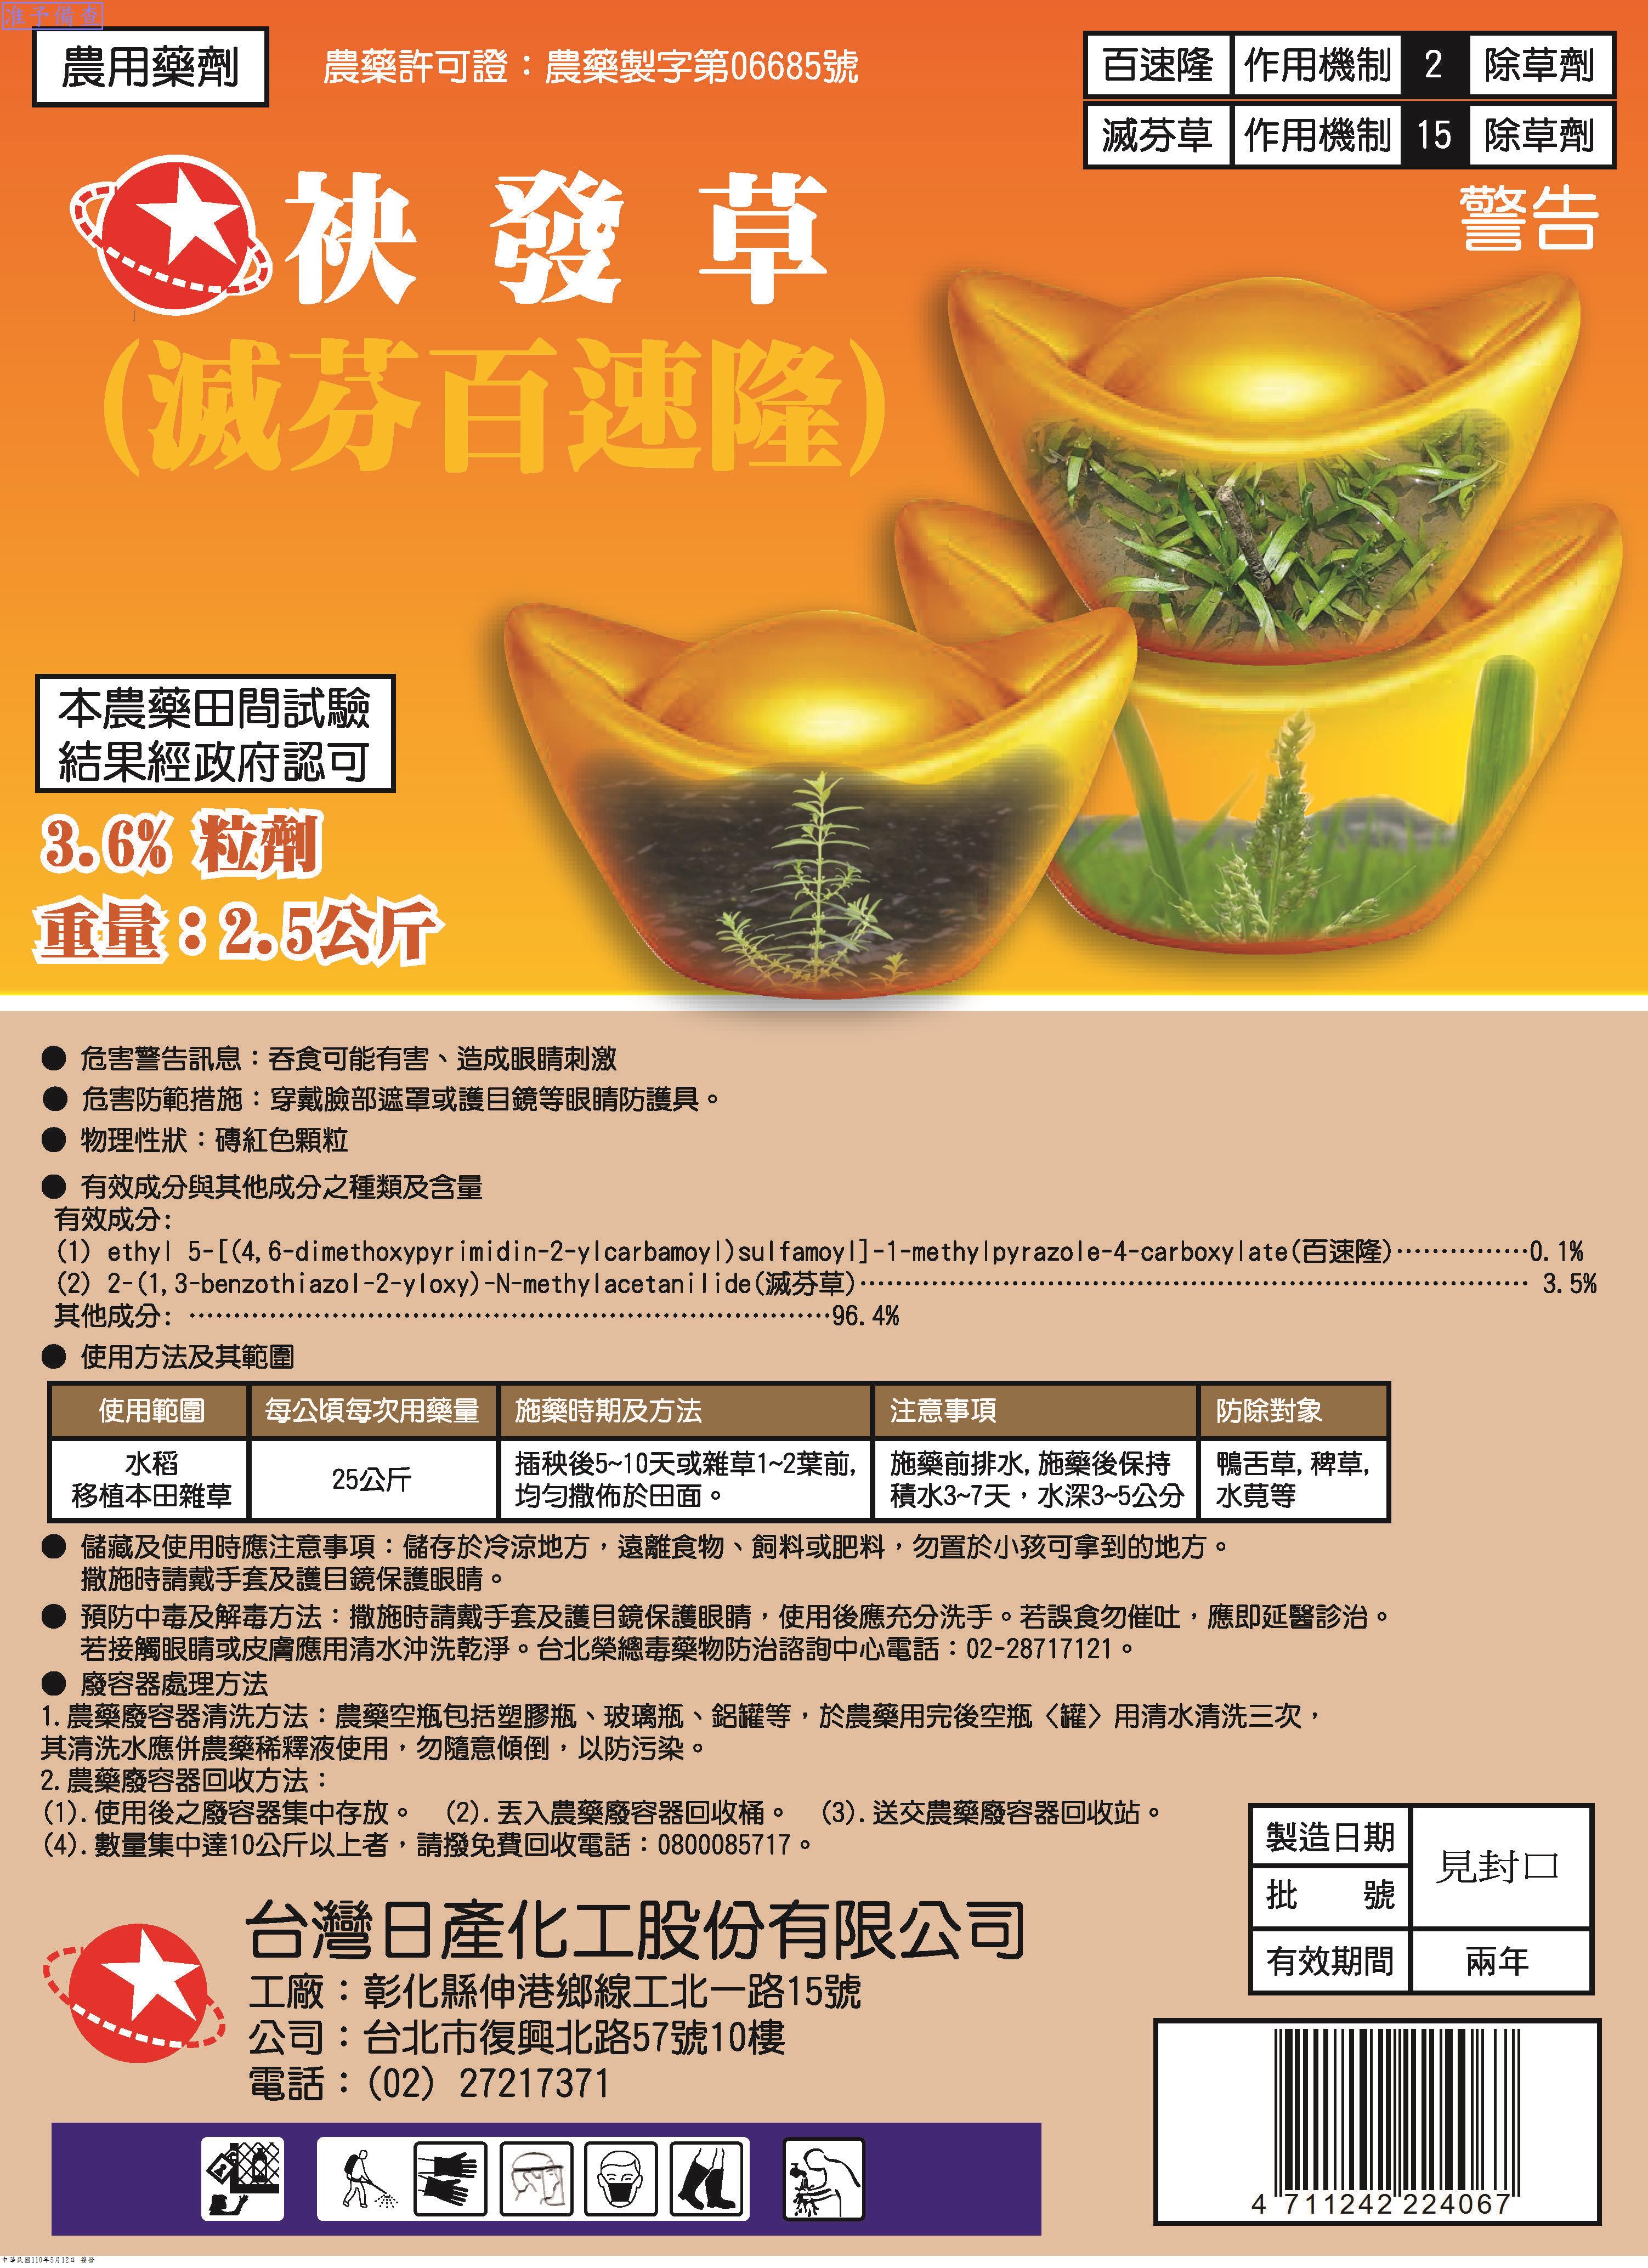 准予備查
農用藥劑
農藥許可證：農藥製字第06685號
百速隆 作用機制 2 除草劑
滅芬草 作用機制 15 除草劑
警告
袂發草
(滅芬百速隆)
本農藥田間試驗
結果經政府認可
3.6% 粒劑
重量：2.5公斤
● 危害警告訊息：吞食可能有害、造成眼睛刺激
● 危害防範措施：穿戴臉部遮罩或護目鏡等眼睛防護具。
● 物理性狀：磚紅色顆粒
● 有效成分與其他成分之種類及含量
有效成分:
(1) ethyl 5-[(4,6-dimethoxypyrimidin-2-ylcarbamoyl)sulfamoyl]-1-methylpyrazole-4-carboxylate(百速隆)……………0.1%
(2) 2-(1,3-benzothiazol-2-yloxy)-N-methylacetanilide(滅芬草)………………………………………………………………… 3.5%
其他成分: ………………………………………………………………96.4%
● 使用方法及其範圍
使用範圍 每公頃每次用藥量 施藥時期及方法 注意事項 防除對象
水稻
移植本田雜草
25公斤
插秧後5~10天或雜草1~2葉前,
均勻撒佈於田面。
施藥前排水,施藥後保持
積水3~7天，水深3~5公分
鴨舌草,稗草,
水莧等
● 儲藏及使用時應注意事項：儲存於冷涼地方，遠離食物、飼料或肥料，勿置於小孩可拿到的地方。
撒施時請戴手套及護目鏡保護眼睛。
● 預防中毒及解毒方法：撒施時請戴手套及護目鏡保護眼睛，使用後應充分洗手。若誤食勿催吐，應即延醫診治。
若接觸眼睛或皮膚應用清水沖洗乾淨。台北榮總毒藥物防治諮詢中心電話：02-28717121。
● 廢容器處理方法
1.農藥廢容器清洗方法：農藥空瓶包括塑膠瓶、玻璃瓶、鋁罐等，於農藥用完後空瓶〈罐〉用清水清洗三次，
其清洗水應併農藥稀釋液使用，勿隨意傾倒，以防污染。
2.農藥廢容器回收方法：
(1).使用後之廢容器集中存放。 (2).丟入農藥廢容器回收桶。 (3).送交農藥廢容器回收站。
(4).數量集中達10公斤以上者，請撥免費回收電話：0800085717。
製造日期
批 號
見封口
有效期間 兩年
台灣日產化工股份有限公司
工廠：彰化縣伸港鄉線工北一路15號
公司：台北市復興北路57號10樓
電話：(02) 27217371
4 711242 224067
中華民國110年5月12日 簽發